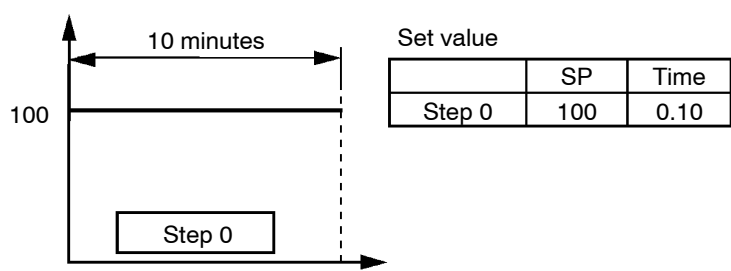 10 minutes
100
Step 0
Set value
SP Time
Step 0 100 0.10